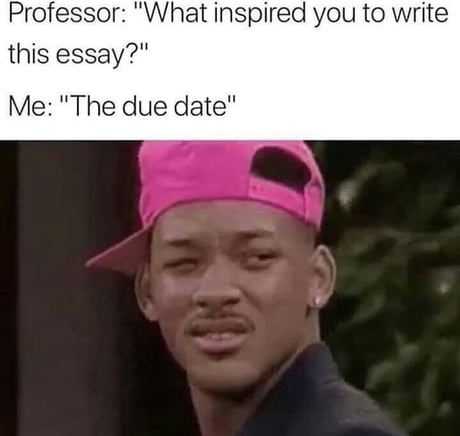 Professor: "What inspired you to write
this essay?"
Me: "The due date"